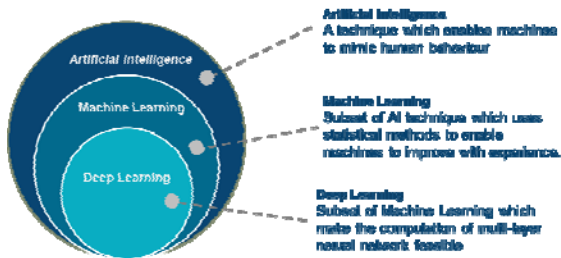 Artificial Intelligence
Machine Learning
Deep Learning
Artificial Intelligence
A technique which enables machines
to mimic human behaviour
Machine Learning
Subset of AI technique which uses
statistical methods to enable
machines to improve with experience.
Deep Learning
Subset of Machine Learning which
make the computation of multi-layer
neural network feasible